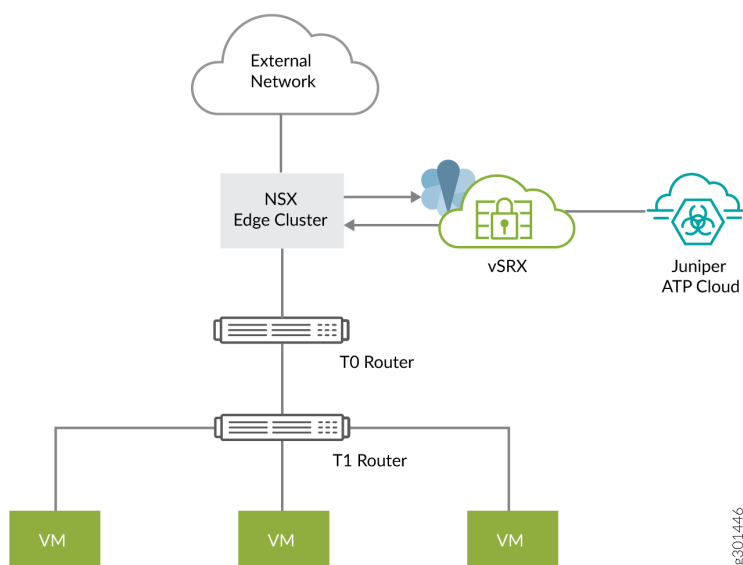 External
Network
NSX
Edge Cluster
vSRX
Juniper
ATP Cloud
T0 Router
T1 Router
VM
VM
VM
g301446